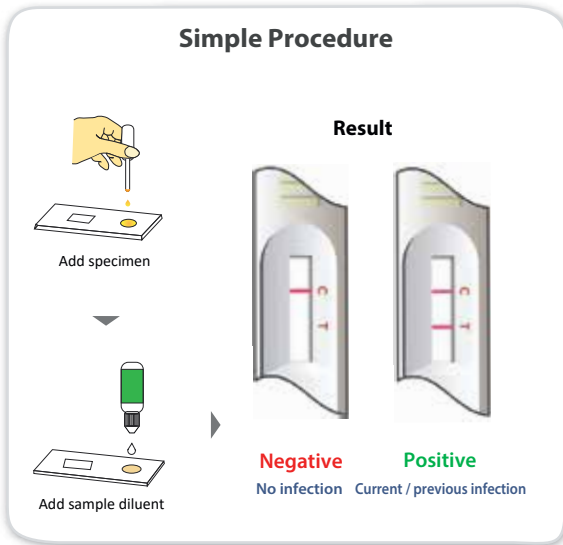 Simple Procedure
Add specimen
Add sample diluent
Result
C
T
C
T
Negative
No infection
Positive
Current / previous infection